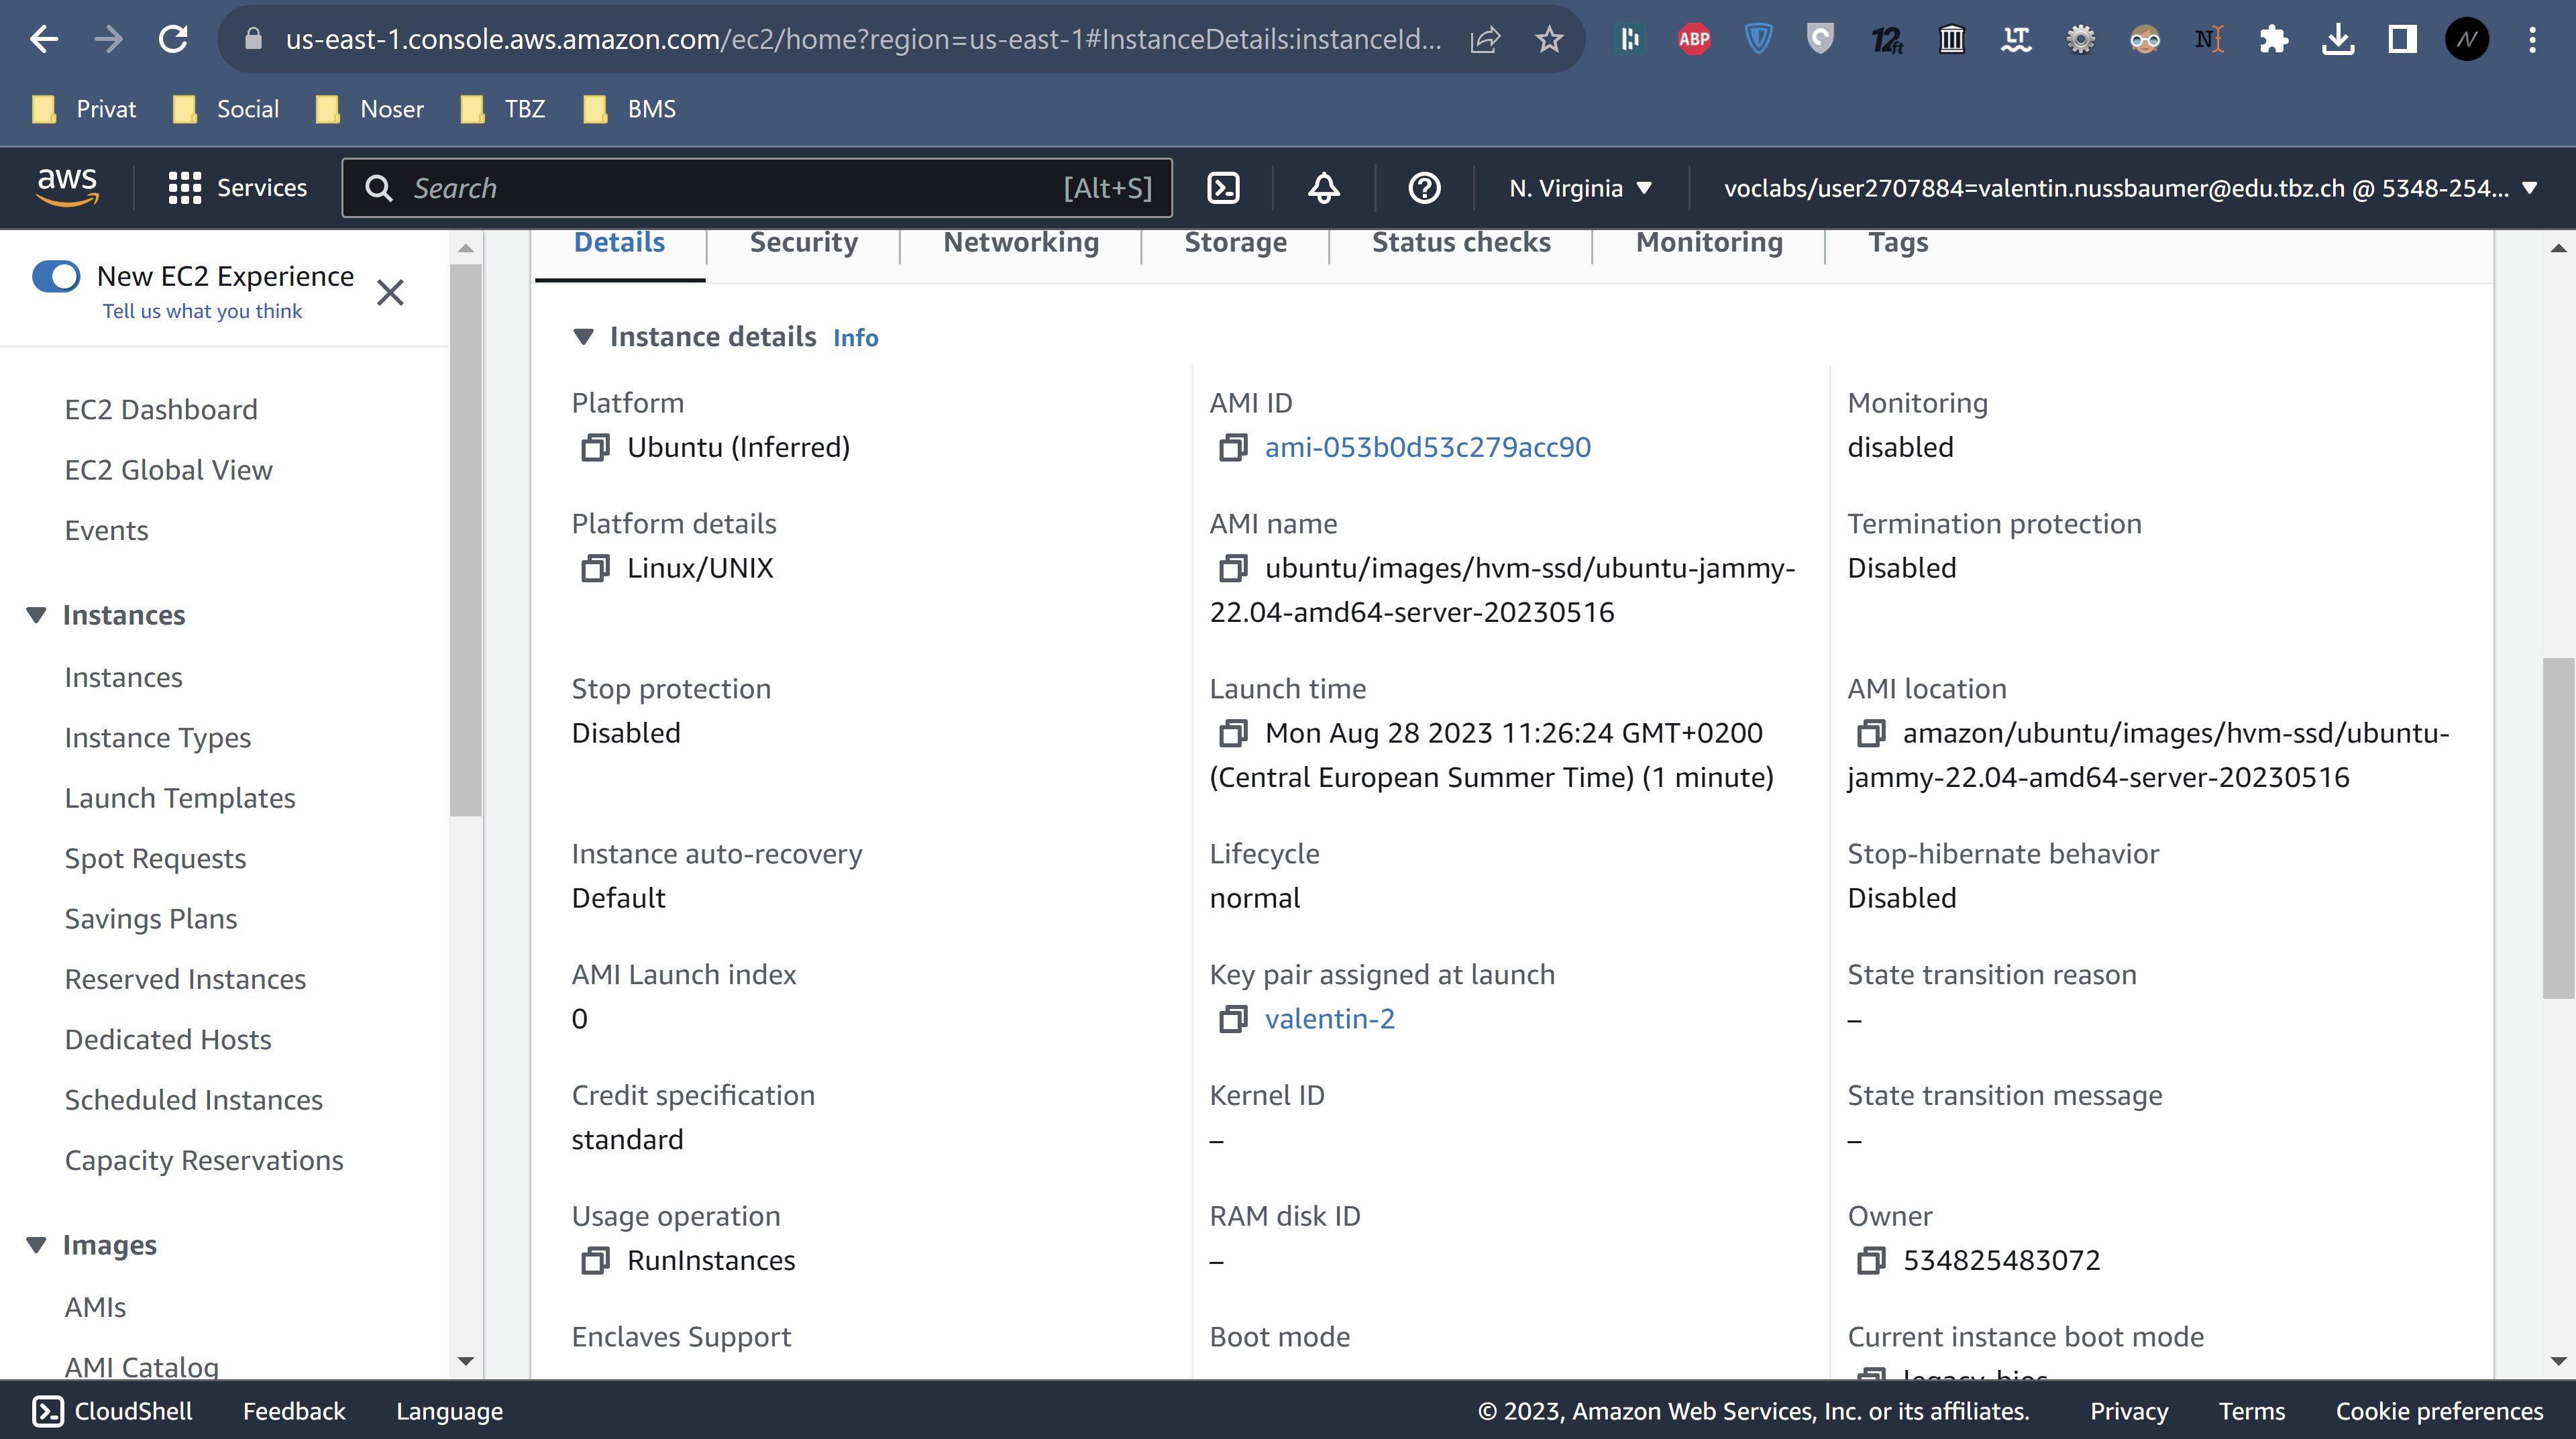 us-east-1.console.aws.amazon.com/ec2/home?region=us-east-1#InstanceDetails:instanceId...
ABP
12ft
LT
N
Privat
Social
Noser
TBZ
BMS
aws
Services
Search
[Alt+S]
N. Virginia
voclabs/user2707884=valentin.nussbaumer@edu.tbz.ch @ 5348-254...
New EC2 Experience
Tell us what you think
EC2 Dashboard
EC2 Global View
Events
Instances
Instances
Instance Types
Launch Templates
Spot Requests
Savings Plans
Reserved Instances
Dedicated Hosts
Scheduled Instances
Capacity Reservations
Images
AMIs
AMI Catalog
Details
Security
Networking
Storage
Status checks
Monitoring
Tags
Instance details Info
Platform
Ubuntu (Inferred)
AMI ID
ami-053b0d53c279acc90
Monitoring
disabled
Platform details
Linux/UNIX
AMI name
ubuntu/images/hvm-ssd/ubuntu-jammy-
22.04-amd64-server-20230516
Termination protection
Disabled
Stop protection
Disabled
Launch time
Mon Aug 28 2023 11:26:24 GMT+0200
(Central European Summer Time) (1 minute)
AMI location
amazon/ubuntu/images/hvm-ssd/ubuntu-
jammy-22.04-amd64-server-20230516
Instance auto-recovery
Default
Lifecycle
normal
Stop-hibernate behavior
Disabled
AMI Launch index
0
Key pair assigned at launch
valentin-2
State transition reason
–
Credit specification
standard
Kernel ID
–
State transition message
–
Usage operation
RunInstances
RAM disk ID
–
Owner
534825483072
Enclaves Support
Boot mode
Current instance boot mode
legacy-bios
CloudShell
Feedback
Language
© 2023, Amazon Web Services, Inc. or its affiliates.
Privacy
Terms
Cookie preferences